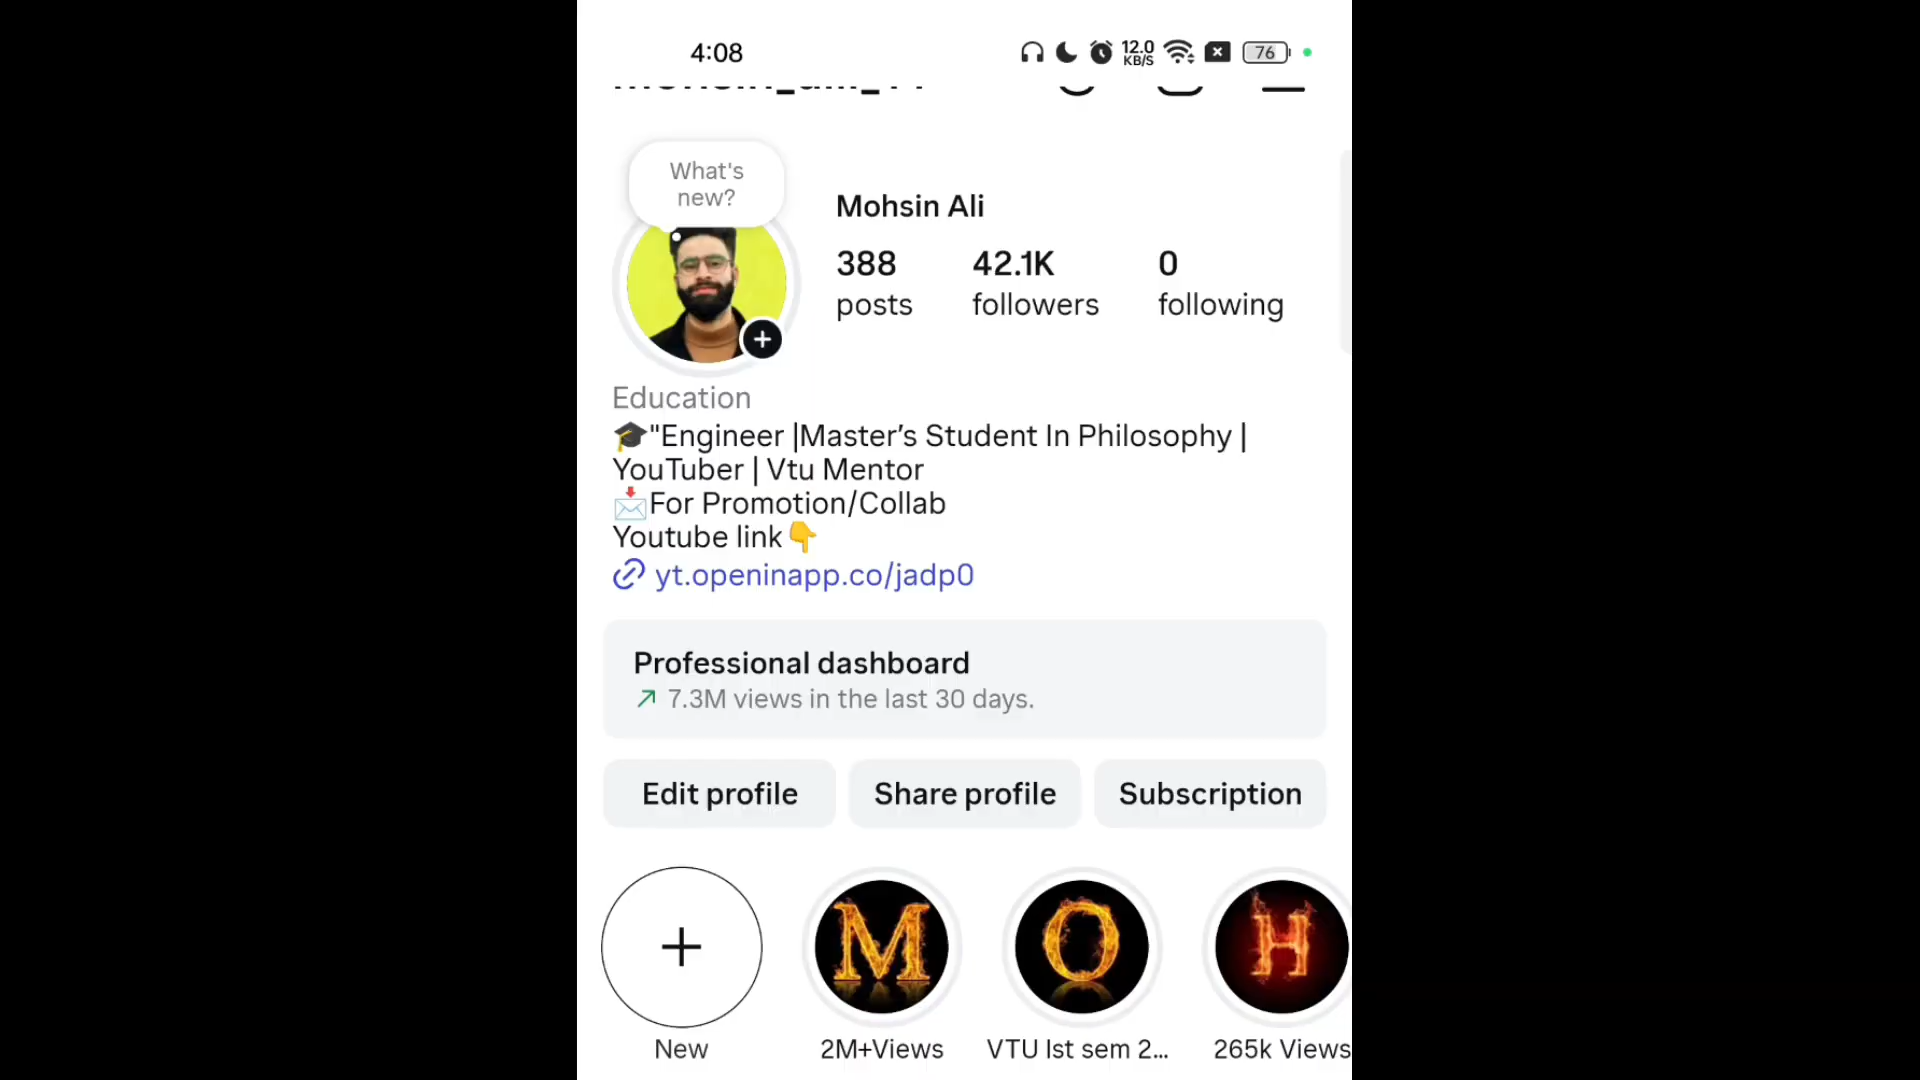 4:08
12.0
KB/S
76
What's
new?
Mohsin Ali
388
posts
42.1K
followers
0
following
Education
🎓"Engineer |Master’s Student In Philosophy |
YouTuber | Vtu Mentor
📩For Promotion/Collab
Youtube link👇
yt.openinapp.co/jadp0
Professional dashboard
7.3M views in the last 30 days.
Edit profile
Share profile
Subscription
M
O
H
New
2M+Views
VTU Ist sem 2...
265k Views